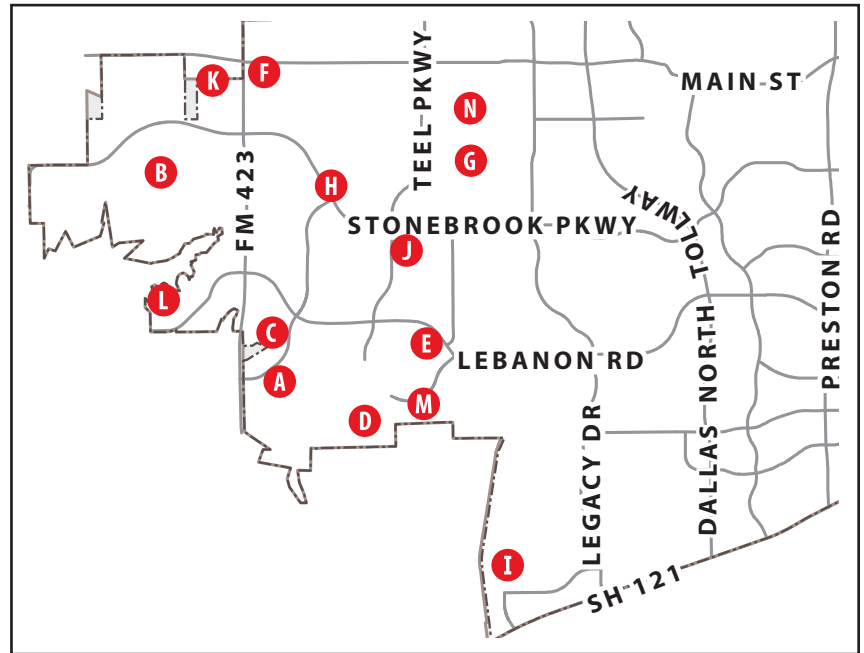 TEEL PKWY
K
F
MAIN ST
N
B
FM 423
G
H
TOLLWAY
STONEBROOK PKWY
J
L
C
E
LEBANON RD
PRESTON RD
A
M
D
LEGACY DR
DALLAS NORTH
I
SH 121